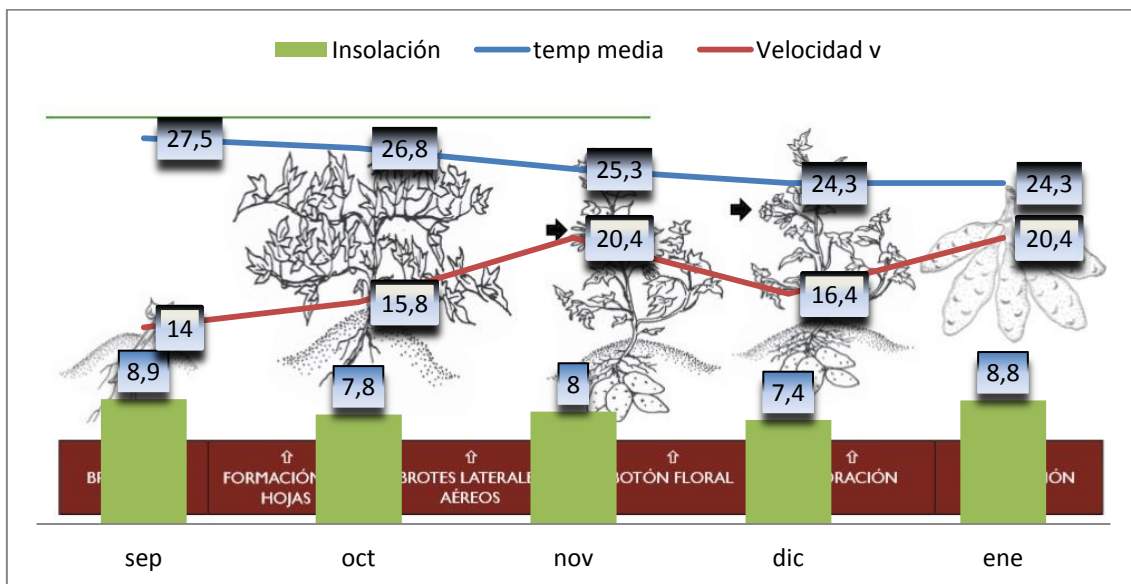 Insolación temp media Velocidad v
27,5
26,8
25,3
24,3
24,3
20,4
20,4
14
15,8
16,4
8,9
7,8
8
7,4
8,8
FORMACIÓN
HOJAS
BROTES LATERALE
AÉREOS
BOTÓN FLORAL
sep oct nov dic ene